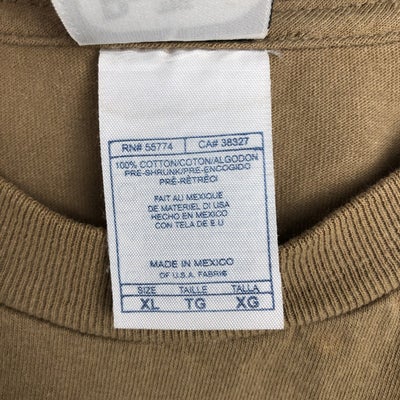 RN# 55774 CA# 38327
100% COTTON/COTON/ALGODON
PRE-SHRUNK/PRE-ENCOGIDO
PRÉ-RÉTRÉCI
FAIT AU MEXIQUE
DE MATERIEL DI USA
HECHO EN MEXICO
CON TELA DE E U
MADE IN MEXICO
OF U.S.A. FABRIC
SIZE TAILLE TALLA
XL TG XG